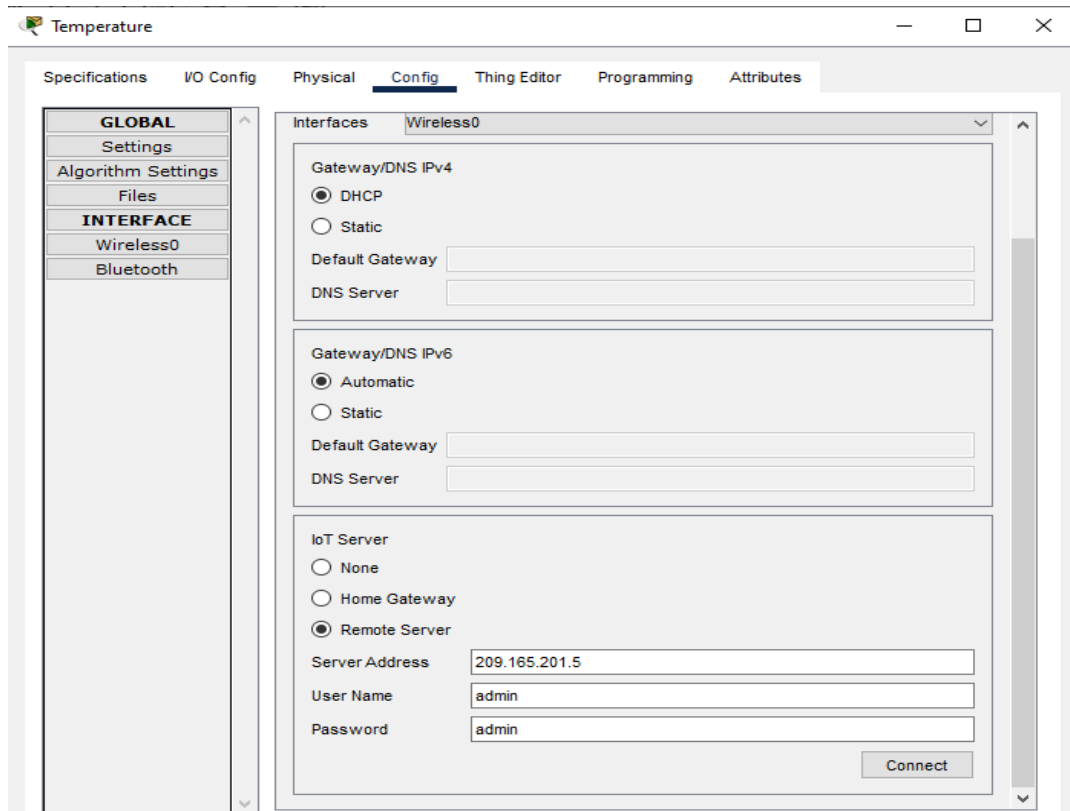 Temperature
Specifications I/O Config Physical Config Thing Editor Programming Attributes
GLOBAL
Settings
Algorithm Settings
Files
INTERFACE
Wireless0
Bluetooth
Interfaces Wireless0
Gateway/DNS IPv4
DHCP
Static
Default Gateway
DNS Server
Gateway/DNS IPv6
Automatic
Static
Default Gateway
DNS Server
IoT Server
None
Home Gateway
Remote Server
Server Address 209.165.201.5
User Name admin
Password admin
Connect